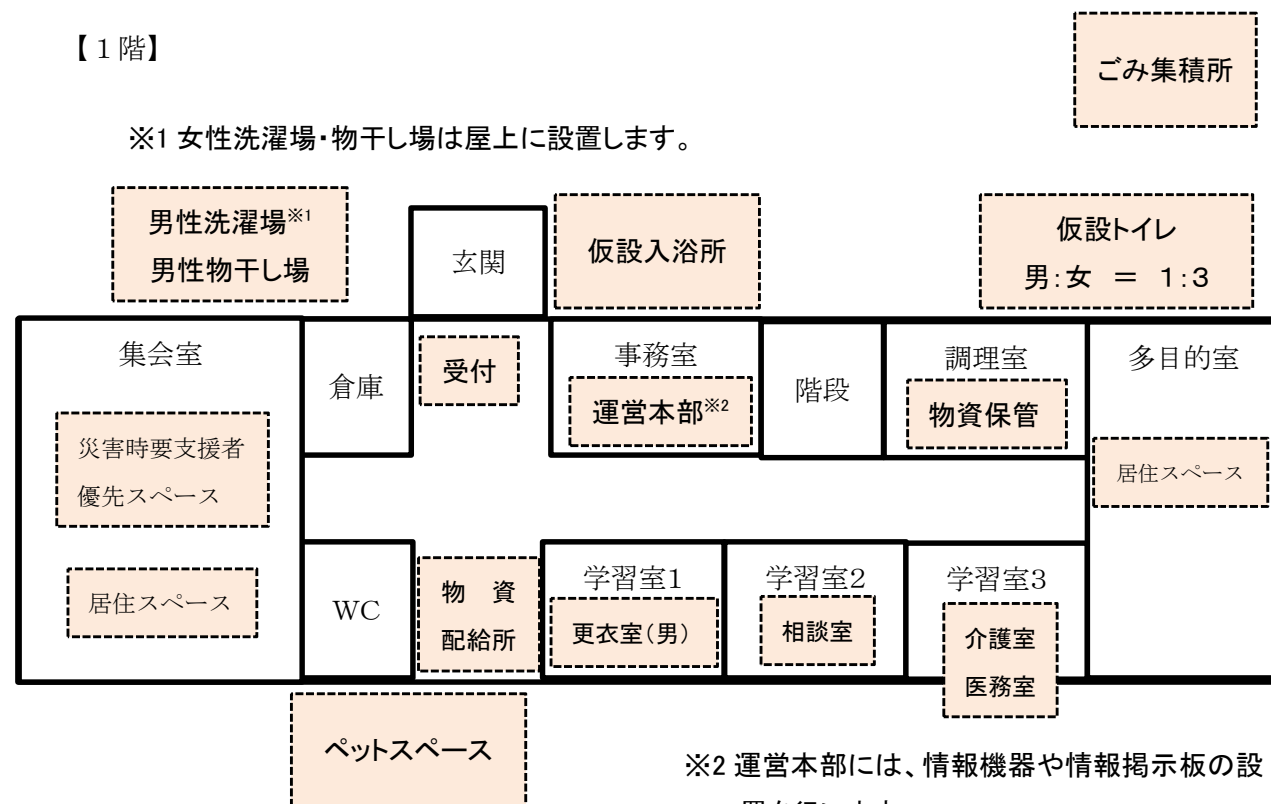 【１階】
ごみ集積所
※1 女性洗濯場・物干し場は屋上に設置します。
男性洗濯場※1
男性物干し場
玄関
仮設入浴所
仮設トイレ
男:女 ＝ 1:3
集会室
倉庫
受付
事務室
運営本部※2
階段
調理室
物資保管
多目的室
災害時要支援者
優先スペース
居住スペース
居住スペース
WC
物 資
配給所
学習室1
更衣室(男)
学習室2
相談室
学習室3
介護室
医務室
ペットスペース
※2 運営本部には、情報機器や情報掲示板の設